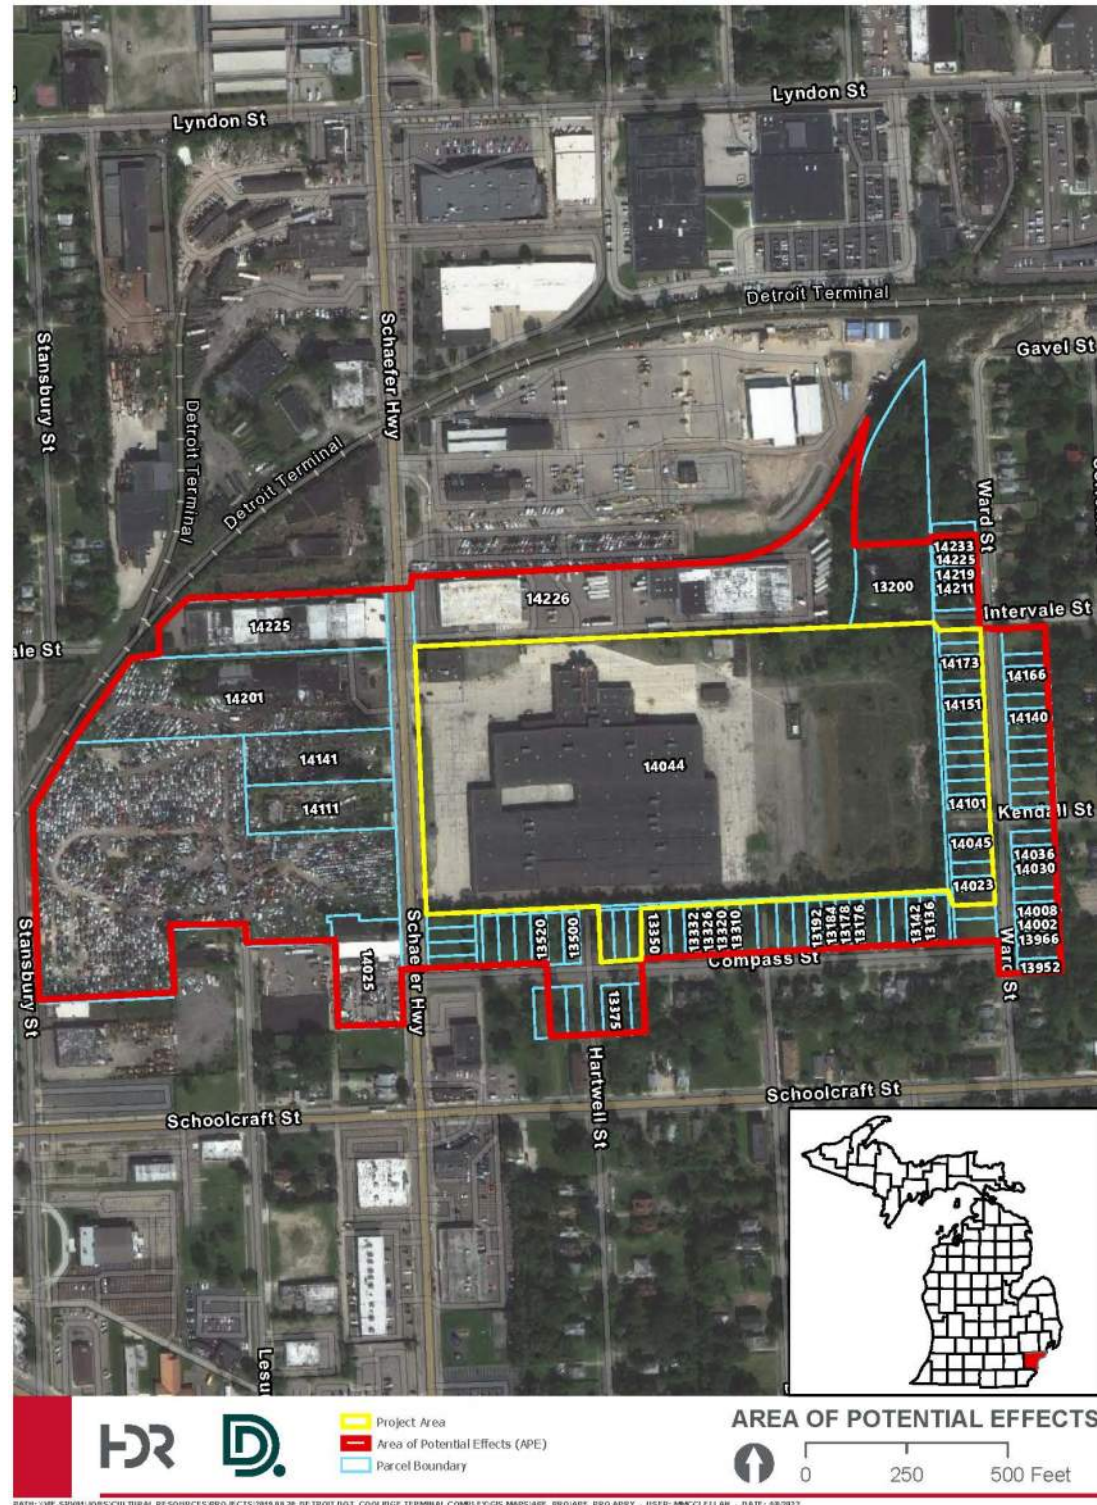 Lyndon St
Lyndon St
Detroit Terminal
Gavel St
Stansbury St
Schaefer Hwy
Detroit Terminal
Detroit Terminal
Ward St
14233
14225
14219
14211
13200
14226
Intervale St
14225
ale St
14173
14166
14201
14151
14140
14141
14044
14111
14101
Kendall St
14045
14036
14030
14023
14008
14002
13966
13952
13520
13500
13350
13332
13326
13320
13310
13192
13184
13178
13176
13142
13136
Compass St
Stansbury St
14025
Schaefer Hwy
13375
Ward St
Hartwell St
Schoolcraft St
Schoolcraft St
Lesu
HDR
D.
Project Area
Area of Potential Effects (APE)
Parcel Boundary
AREA OF POTENTIAL EFFECTS
0 250 500 Feet